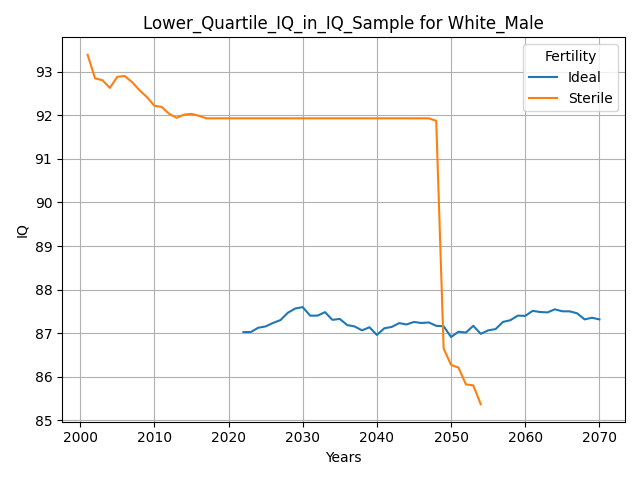 Lower_Quartile_IQ_in_IQ_Sample for White_Male
Fertility
Ideal
Sterile
IQ
93
92
91
90
89
88
87
86
85
2000 2010 2020 2030 2040 2050 2060 2070
Years